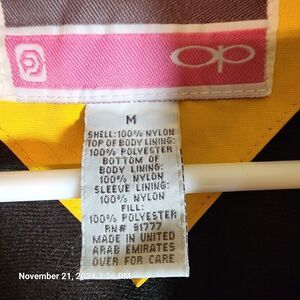 op
M
SHELL: 100% NYLON
TOP OF BODY LINING:
100% POLYESTER
BOTTOM OF
BODY LINING:
100% NYLON
SLEEVE LINING:
100% NYLON
FILL:
100% POLYESTER
RN# 91777
MADE IN UNITED
ARAB EMIRATES
OVER FOR CARE
November 21, 2024 1:36 PM